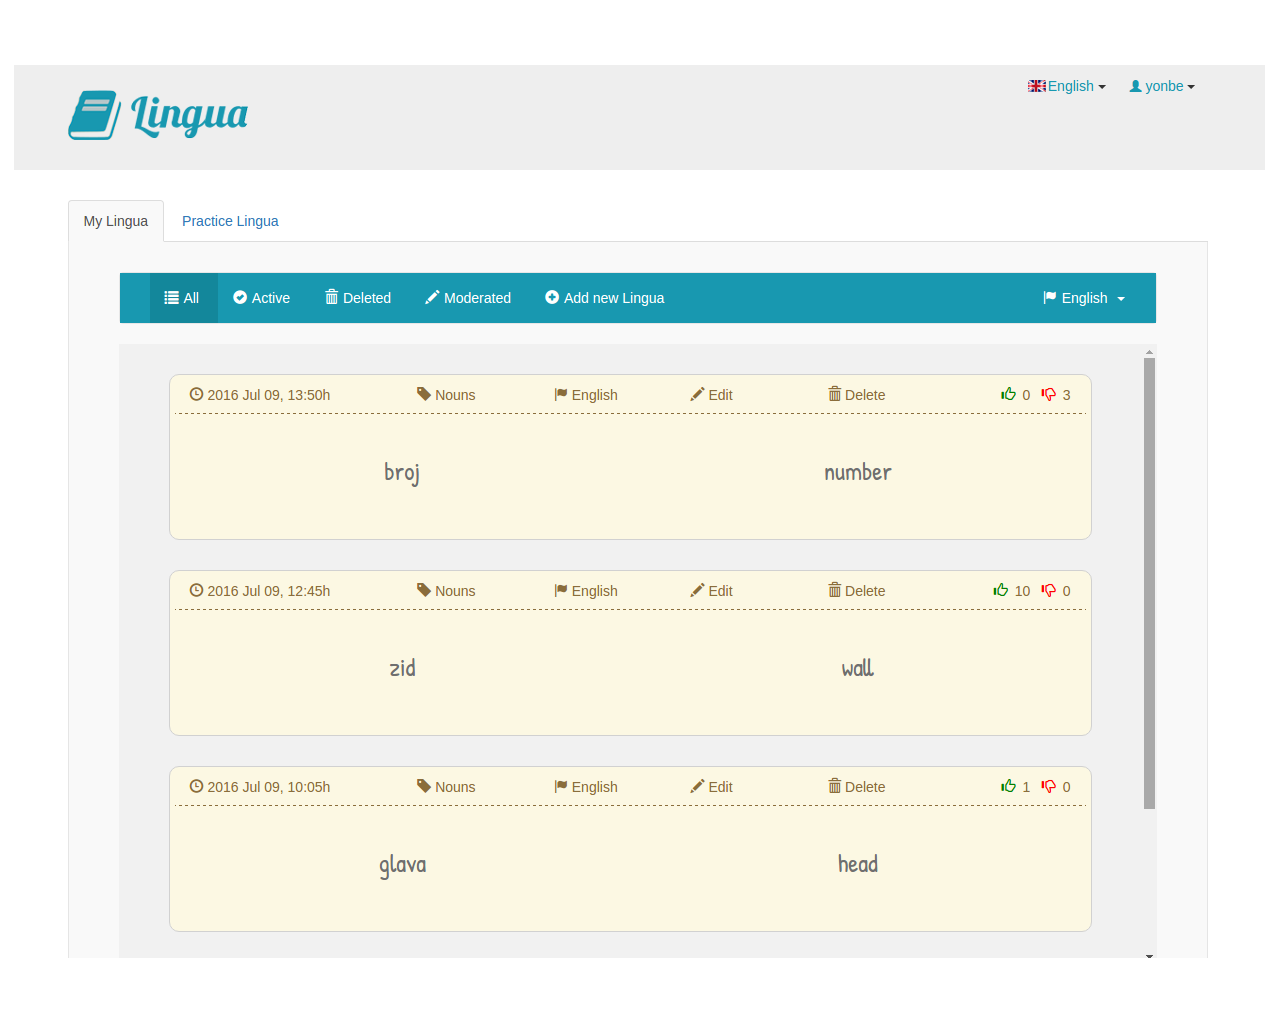 Lingua English yonbe
My Lingua Practice Lingua
All Active Deleted Moderated Add new Lingua English
2016 Jul 09, 13:50h Nouns English Edit Delete 0 3
broj number
2016 Jul 09, 12:45h Nouns English Edit Delete 10 0
zid wall
2016 Jul 09, 10:05h Nouns English Edit Delete 1 0
glava head